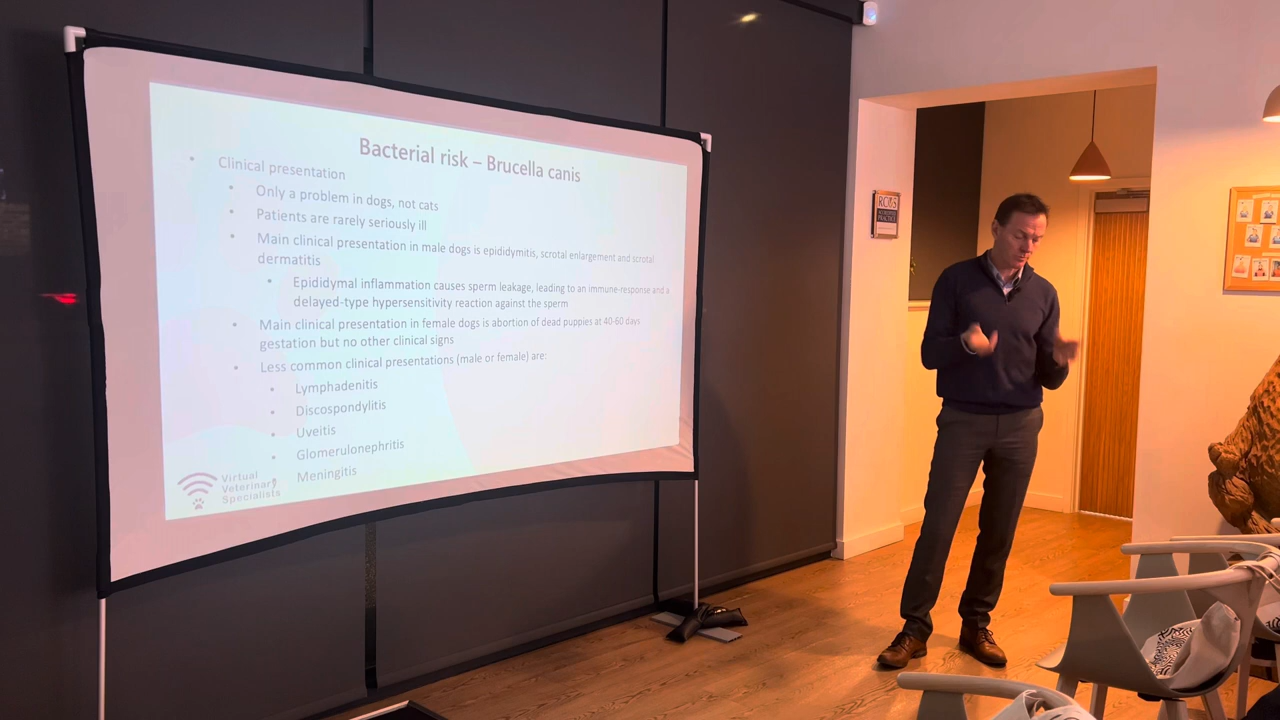 Bacterial risk – Brucella canis
Clinical presentation
Only a problem in dogs, not cats
Patients are rarely seriously ill
Main clinical presentation in male dogs is epididymitis, scrotal enlargement and scrotal
dermatitis
Epididymal inflammation causes sperm leakage, leading to an immune-response and a
delayed-type hypersensitivity reaction against the sperm
Main clinical presentation in female dogs is abortion of dead puppies at 40-60 days
gestation but no other clinical signs
Less common clinical presentations (male or female) are:
Lymphadenitis
Discospondylitis
Uveitis
Glomerulonephritis
Meningitis
Virtual
Veterinary
Specialists
RCVS
ACCREDITED
PRACTICE